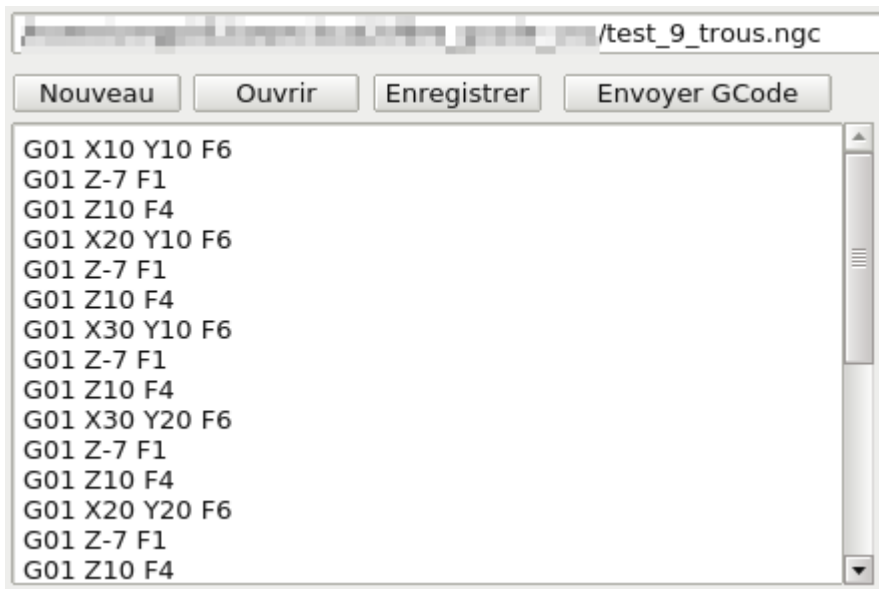 /test_9_trous.ngc
Nouveau Ouvrir Enregistrer Envoyer GCode
G01 X10 Y10 F6
G01 Z-7 F1
G01 Z10 F4
G01 X20 Y10 F6
G01 Z-7 F1
G01 Z10 F4
G01 X30 Y10 F6
G01 Z-7 F1
G01 Z10 F4
G01 X30 Y20 F6
G01 Z-7 F1
G01 Z10 F4
G01 X20 Y20 F6
G01 Z-7 F1
G01 Z10 F4